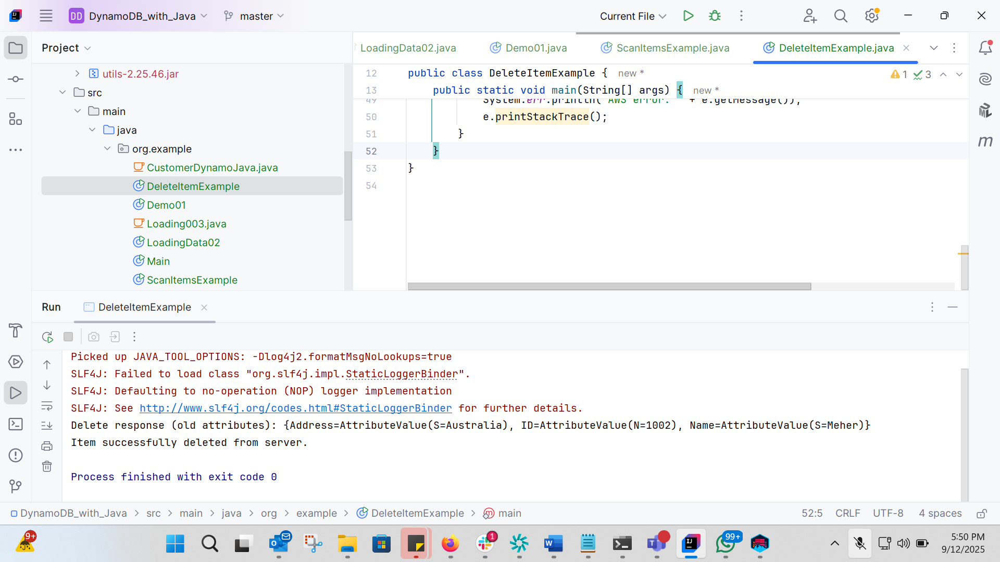 DD DynamoDB_with_Java master Current File
Project
LoadingData02.java Demo01.java ScanItemsExample.java DeleteItemExample.java
utils-2.25.46.jar
src
main
java
org.example
CustomerDynamoJava.java
DeleteItemExample
Demo01
Loading003.java
LoadingData02
Main
ScanItemsExample
12 public class DeleteItemExample { new *
1 3
13 public static void main(String[] args) { new *
49 System.err.println("AWS error: " + e.getMessage());
50 e.printStackTrace();
51 }
52 }
53 }
54
Run DeleteItemExample
Picked up JAVA_TOOL_OPTIONS: -Dlog4j2.formatMsgNoLookups=true
SLF4J: Failed to load class "org.slf4j.impl.StaticLoggerBinder".
SLF4J: Defaulting to no-operation (NOP) logger implementation
SLF4J: See http://www.slf4j.org/codes.html#StaticLoggerBinder for further details.
Delete response (old attributes): {Address=AttributeValue(S=Australia), ID=AttributeValue(N=1002), Name=AttributeValue(S=Meher)}
Item successfully deleted from server.
Process finished with exit code 0
DynamoDB_with_Java > src > main > java > org > example > DeleteItemExample > main
52:5 CRLF UTF-8 4 spaces
9+
1
99+
5:50 PM
9/12/2025